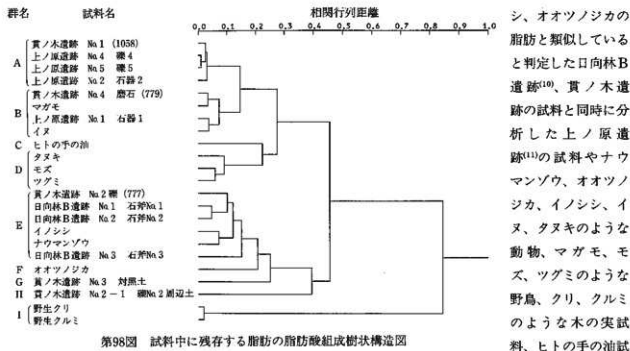 群名 試料名 相関行列距離
0.0 0.1 0.2 0.3 0.4 0.5 0.6 0.7 0.8 0.9 1.0
A
貫ノ木遺跡 No.1 (1058)
上ノ原遺跡 No.4 礫4
上ノ原遺跡 No.5 礫5
上ノ原遺跡 No.2 石器2
B
貫ノ木遺跡 No.4 磨石 (779)
マガモ
上ノ原遺跡 No.1 石器1
イヌ
C ヒトの手の油
D
タヌキ
モズ
ツグミ
E
貫ノ木遺跡 No.2礫 (777)
日向林B遺跡 No.1 石斧No.1
日向林B遺跡 No.2 石斧No.2
イノシシ
ナウマンゾウ
日向林B遺跡 No.3 石斧No.3
F オオツノジカ
G 貫ノ木遺跡 No.3 対照土
H 貫ノ木遺跡 No.2-1 礫No.2周辺土
I
野生クリ
野生クルミ
第98図 試料中に残存する脂肪の脂肪酸組成樹状構造図
シ、オオツノジカの
脂肪と類似している
と判定した日向林B
遺跡(10)、貫ノ木遺
跡の試料と同時に分
析した上ノ原遺
跡(11)の試料やナウ
マンゾウ、オオツノ
ジカ、イノシシ、イ
ヌ、タヌキのような
動物、マガモ、モ
ズ、ツグミのような
野鳥、クリ、クルミ
のような木の実試
料、ヒトの手の油試